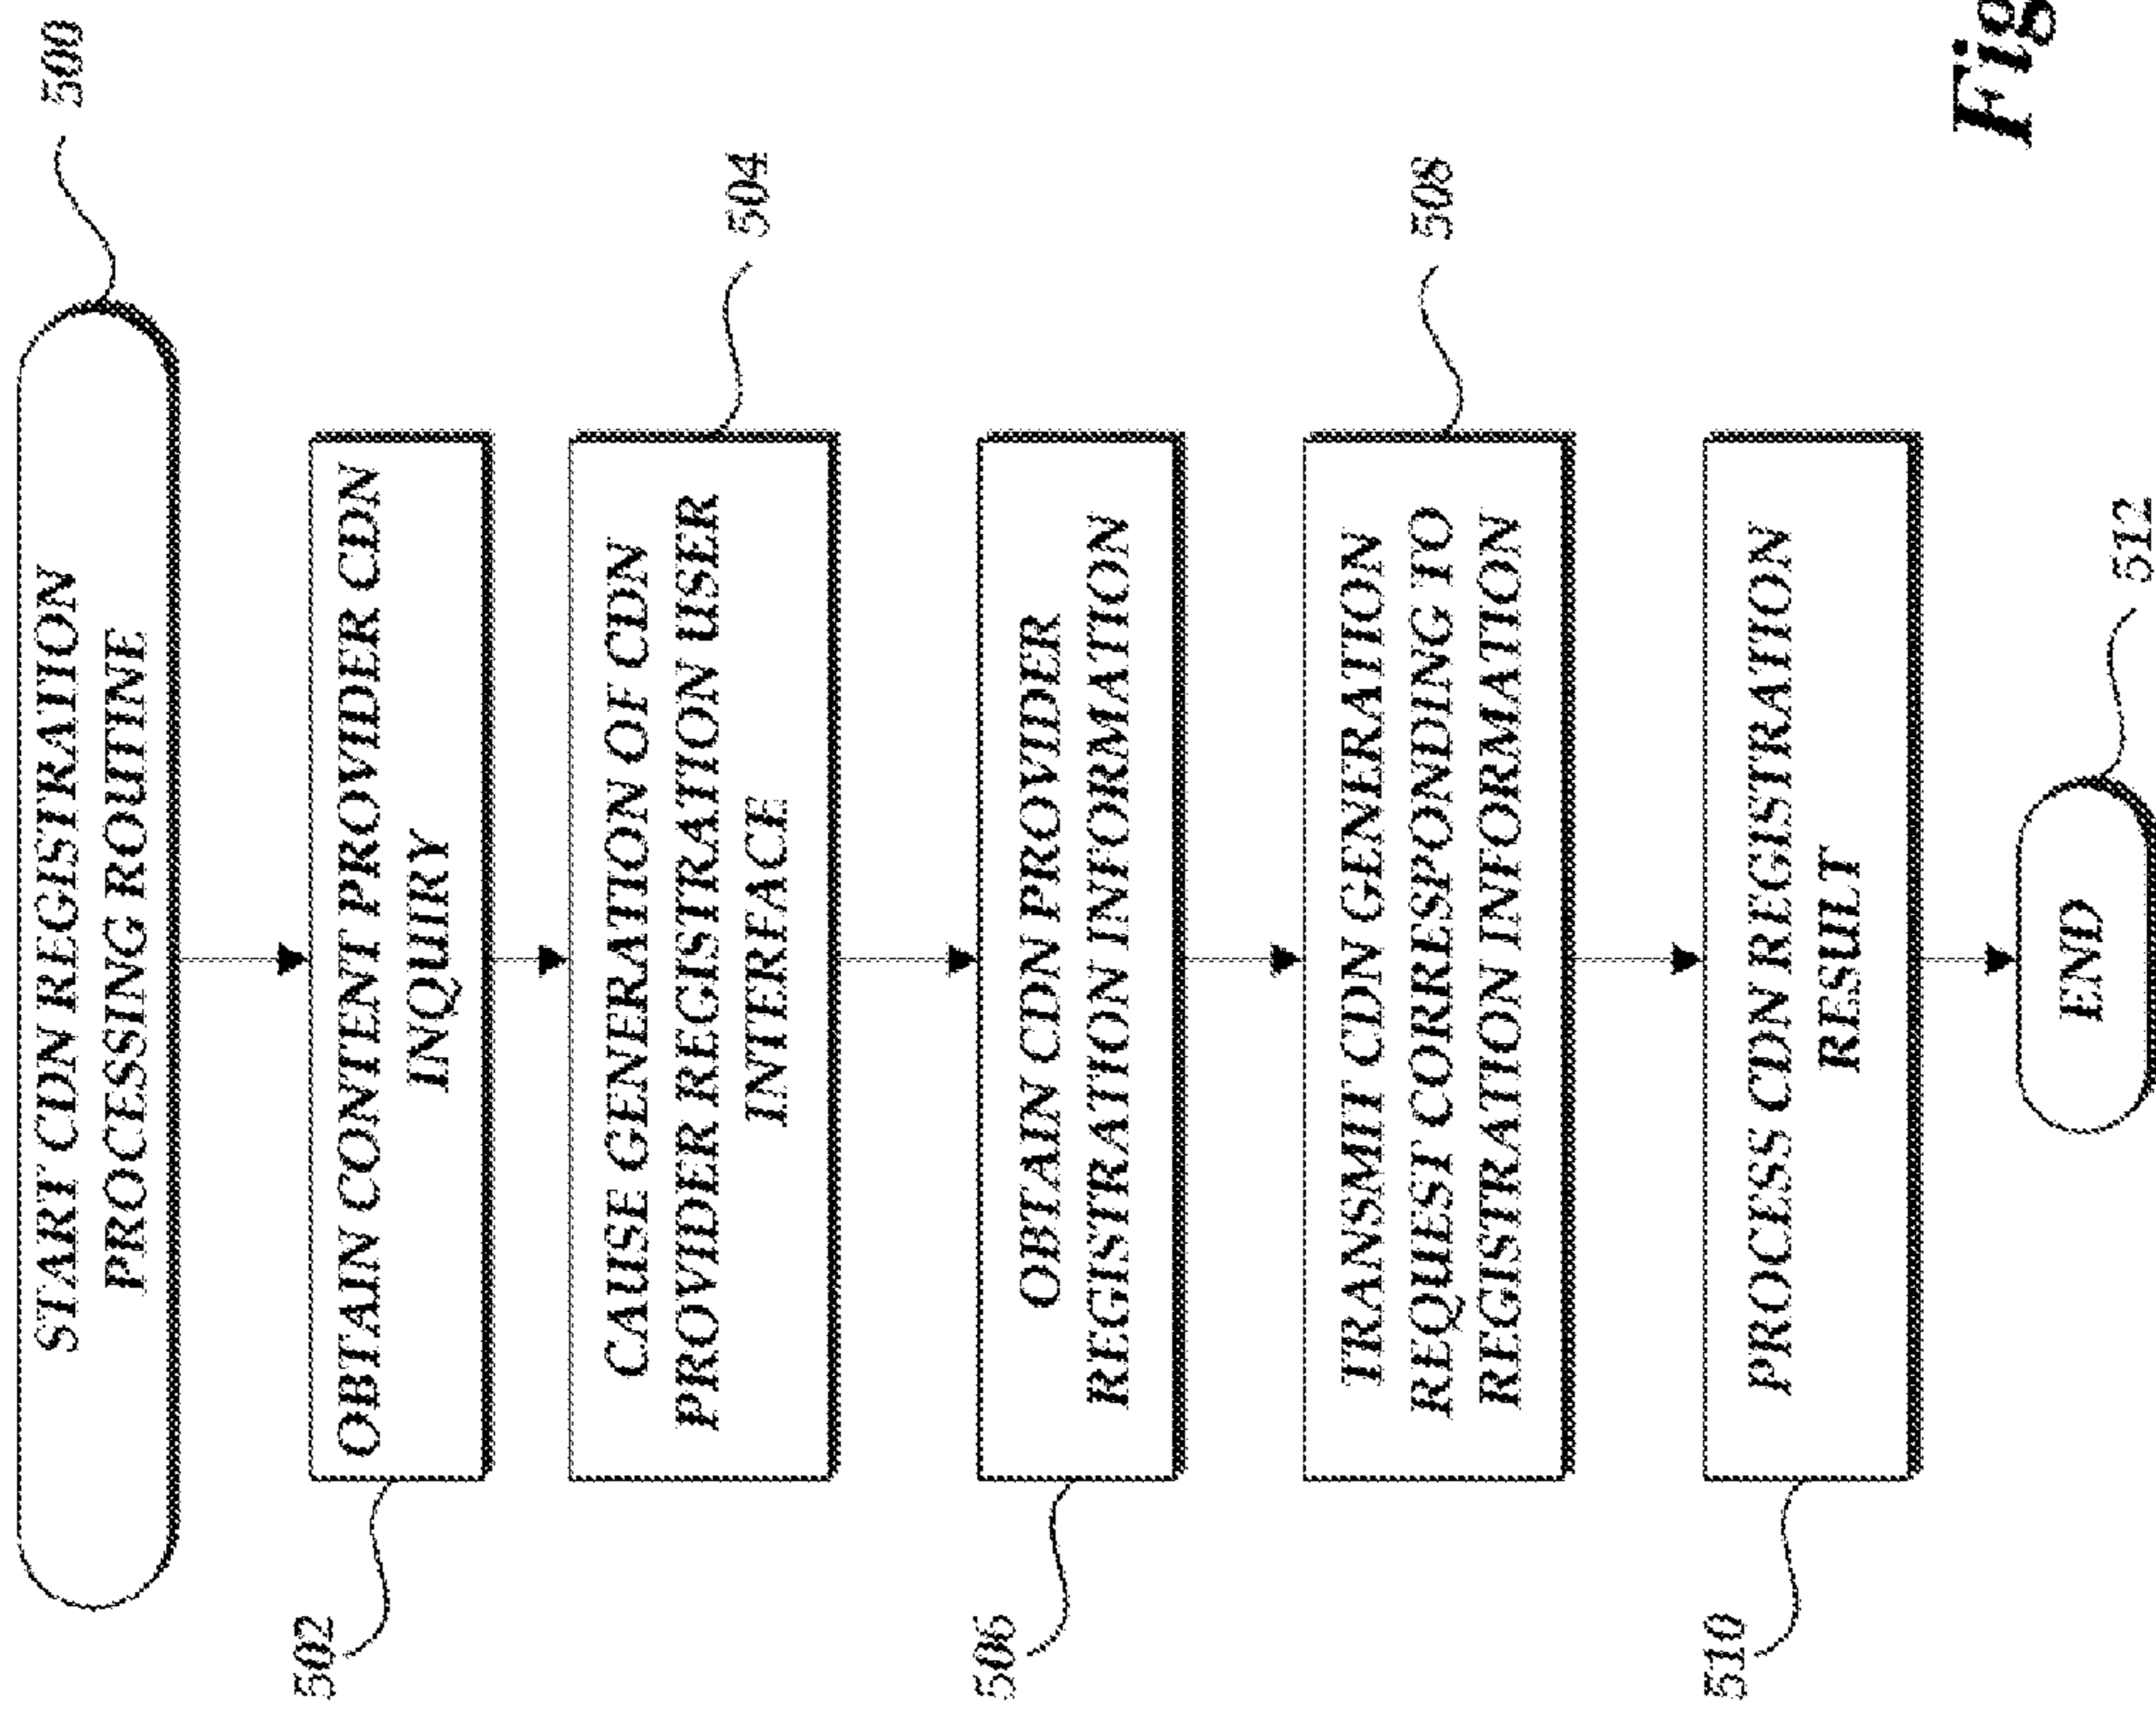 START CDN REGISTRATION
PROCESSING ROUTINE
500
OBTAIN CONTENT PROVIDER CDN
INQUIRY
502
CAUSE GENERATION OF CDN
PROVIDER REGISTRATION USER
INTERFACE
504
OBTAIN CDN PROVIDER
REGISTRATION INFORMATION
506
TRANSMIT CDN GENERATION
REQUEST CORRESPONDING TO
REGISTRATION INFORMATION
508
PROCESS CDN REGISTRATION
RESULT
510
END
512
Fig